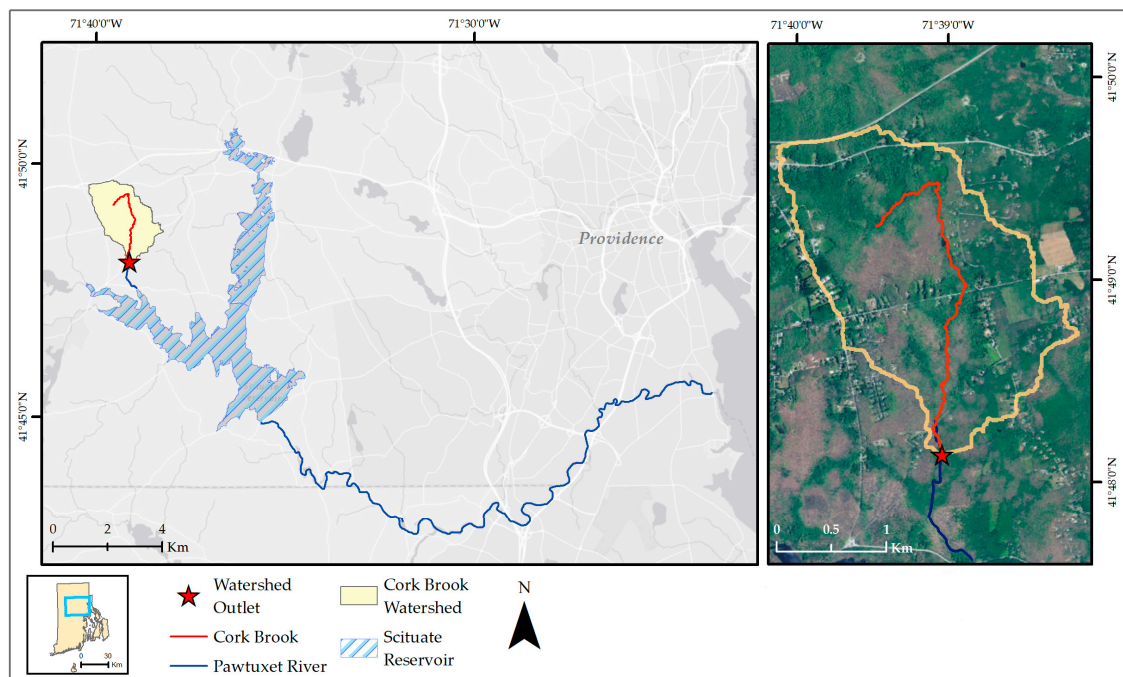 71°40'0"W
71°30'0"W
71°40'0"W
71°39'0"W
41°50'0"N
41°45'0"N
Providence
0 2 4
Km
41°50'0"N
41°49'0"N
41°48'0"N
0 0.5 1
Km
0 30
Km
Watershed
Outlet
Cork Brook
Pawtuxet River
Cork Brook
Watershed
Scituate
Reservoir
N